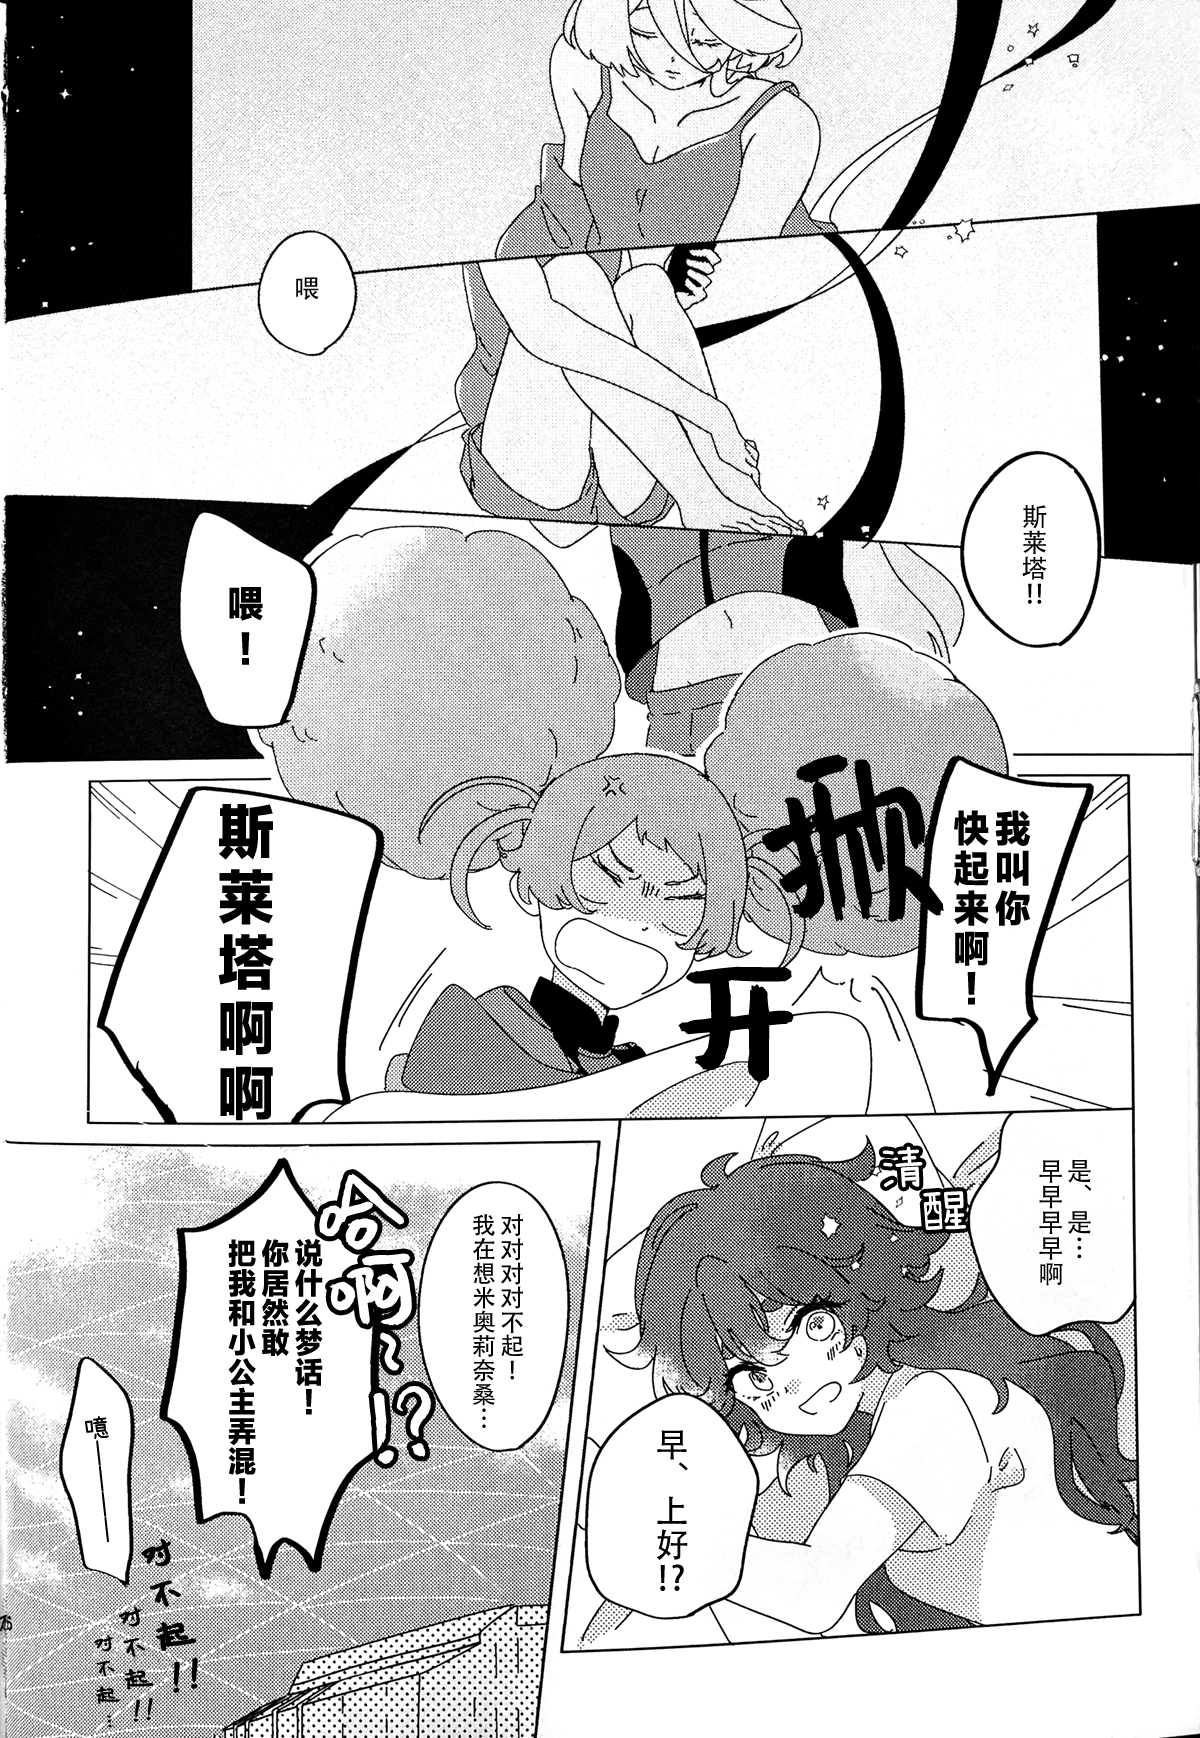 喂
斯莱塔!!
喂！
我叫你
快起来啊！
掀
开
斯莱塔啊啊
是、是…
早早早早啊
清醒
早、上好!?
对对对对不起！
我在想米奥莉奈桑…
哈啊~!?
说什么梦话！
你居然敢
把我和小公主弄混！
噫——
对不起!!
对不起!!
对不起…